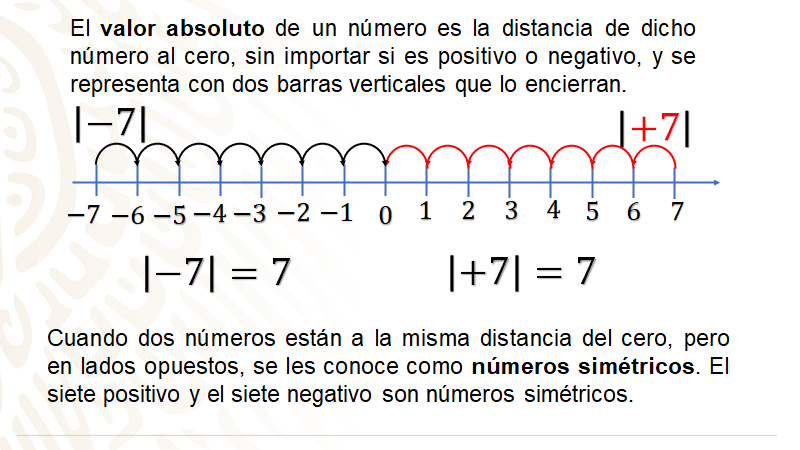 El valor absoluto de un número es la distancia de dicho
número al cero, sin importar si es positivo o negativo, y se
representa con dos barras verticales que lo encierran.
|−7| |+7|
−7 −6 −5 −4 −3 −2 −1 0 1 2 3 4 5 6 7
|−7| = 7 |+7| = 7
Cuando dos números están a la misma distancia del cero, pero
en lados opuestos, se les conoce como números simétricos. El
siete positivo y el siete negativo son números simétricos.